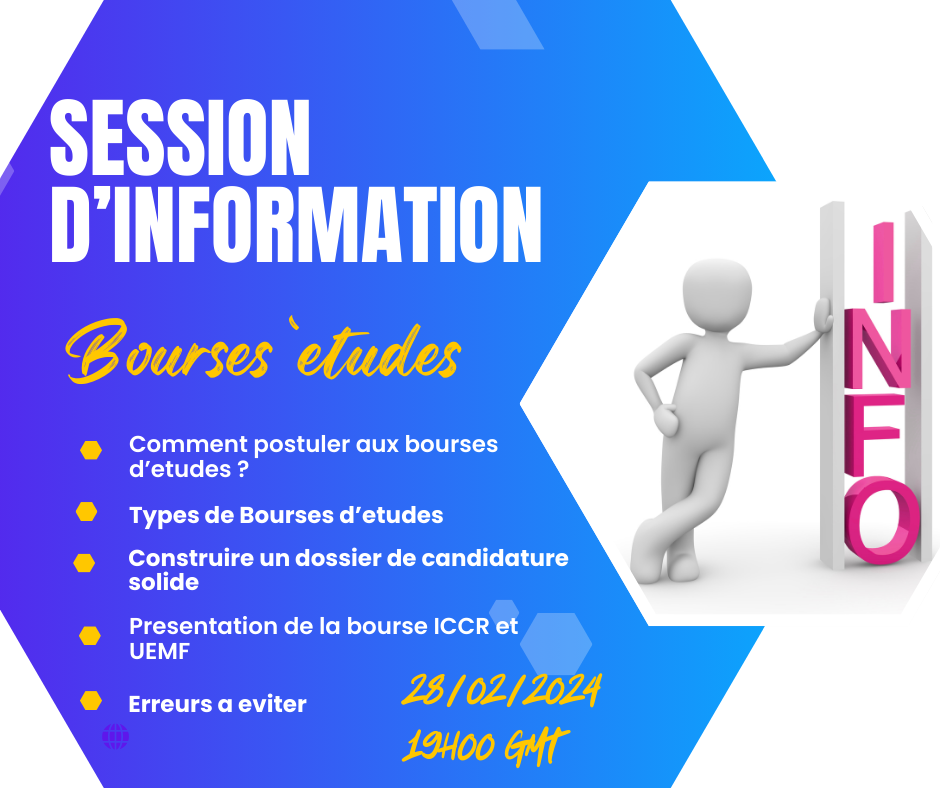 SESSION
D’INFORMATION
Bourses `etudes
Comment postuler aux bourses
d’etudes ?
Types de Bourses d’etudes
Construire un dossier de candidature
solide
Presentation de la bourse ICCR et
UEMF
Erreurs a eviter
28/02/2024
19H00 GMT
INFO